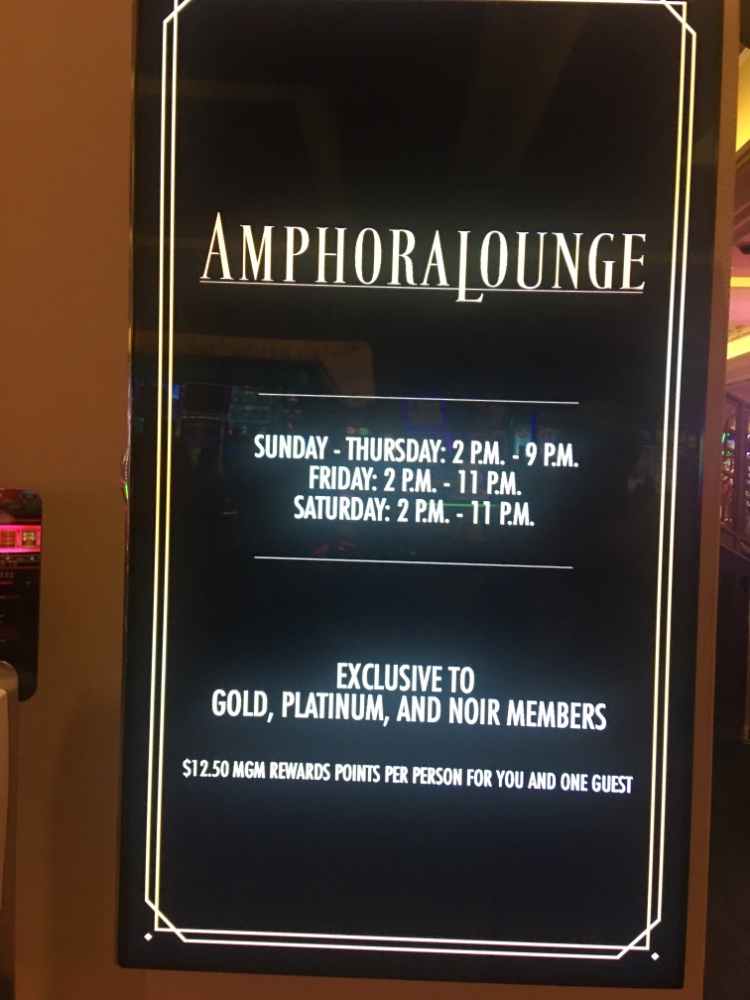 AMPHORALOUNGE
SUNDAY - THURSDAY: 2 P.M. - 9 P.M.
FRIDAY: 2 P.M. - 11 P.M.
SATURDAY: 2 P.M. - 11 P.M.
EXCLUSIVE TO
GOLD, PLATINUM, AND NOIR MEMBERS
$12.50 MGM REWARDS POINTS PER PERSON FOR YOU AND ONE GUEST